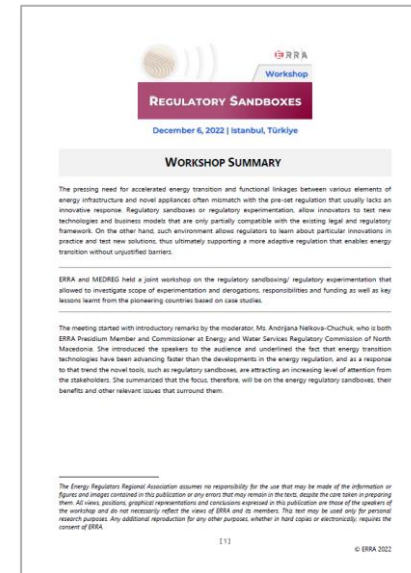 ERRA
Workshop
REGULATORY SANDBOXES
December 6, 2022 | Istanbul, Türkiye
WORKSHOP SUMMARY
The pressing need for accelerated energy transition and functional linkages between various elements of
energy infrastructure and novel appliances often mismatch with the pre-set regulation that usually lacks an
innovative response. Regulatory sandboxes or regulatory experimentation, allow innovators to test new
technologies and business models that are only partially compatible with the existing legal and regulatory
framework. On the other hand, such environment allows regulators to learn about particular innovations in
practice and test new solutions, thus ultimately supporting a more adaptive regulation that enables energy
transition without unjustified barriers.
ERRA and MEDREG held a joint workshop on the regulatory sandboxing/ regulatory experimentation that
allowed to investigate scope of experimentation and derogations, responsibilities and funding as well as key
lessons learnt from the pioneering countries based on case studies.
The meeting started with introductory remarks by the moderator, Ms. Andrijana Nelkova-Chuchuk, who is both
ERRA Presidium Member and Commissioner at Energy and Water Services Regulatory Commission of North
Macedonia. She introduced the speakers to the audience and underlined the fact that energy transition
technologies have been advancing faster than the developments in the energy regulation, and as a response
to that trend the novel tools, such as regulatory sandboxes, are attracting an increasing level of attention from
the stakeholders. She summarized that the focus, therefore, will be on the energy regulatory sandboxes, their
benefits and other relevant issues that surround them.
The Energy Regulators Regional Association assumes no responsibility for the use that may be made of the information or
figures and images contained in this publication or any errors that may remain in the texts, despite the care taken in preparing
them. All views, positions, graphical representations and conclusions expressed in this publication are those of the speakers of
the workshop and do not necessarily reflect the views of ERRA and its members. This text may be used only for personal
research purposes. Any additional reproduction for any other purposes, whether in hard copies or electronically, requires the
consent of ERRA.
[1]
© ERRA 2022